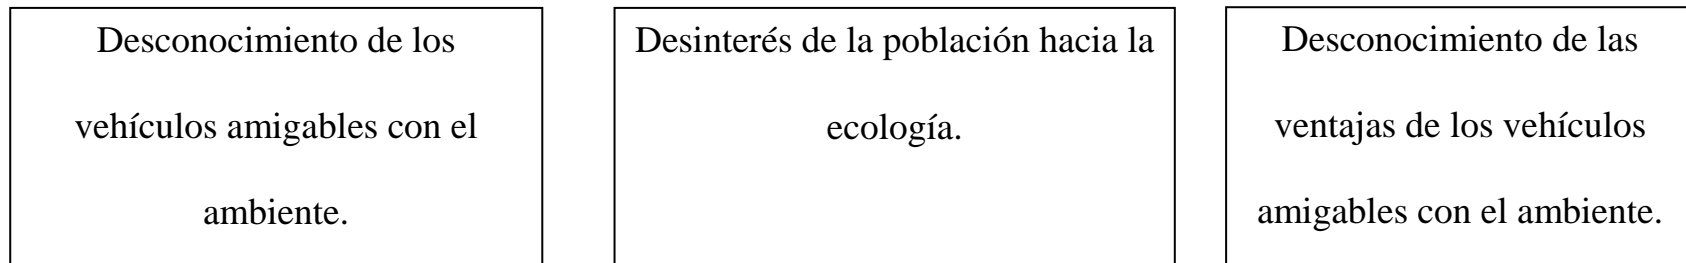 Desconocimiento de los
vehículos amigables con el
ambiente.
Desinterés de la población hacia la
ecología.
Desconocimiento de las
ventajas de los vehículos
amigables con el ambiente.